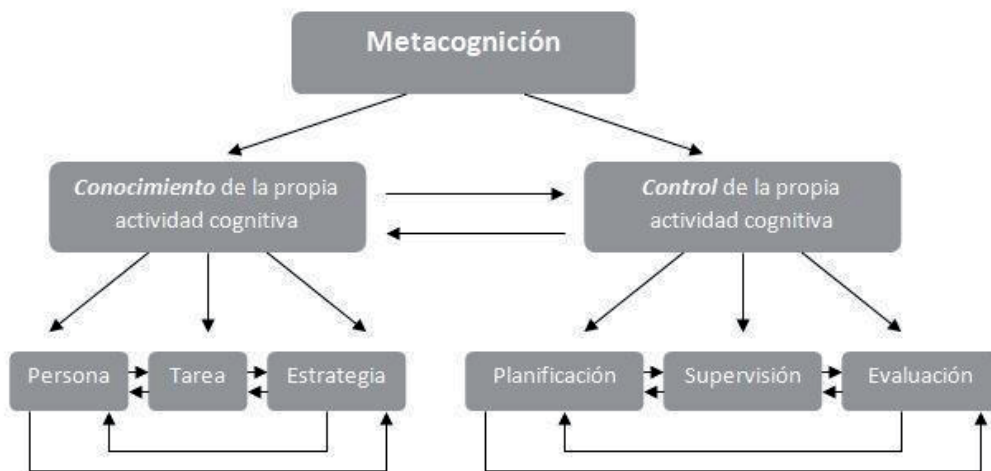 Metacognición
Conocimiento de la propia
actividad cognitiva
Control de la propia
actividad cognitiva
Persona
Tarea
Estrategia
Planificación
Supervisión
Evaluación